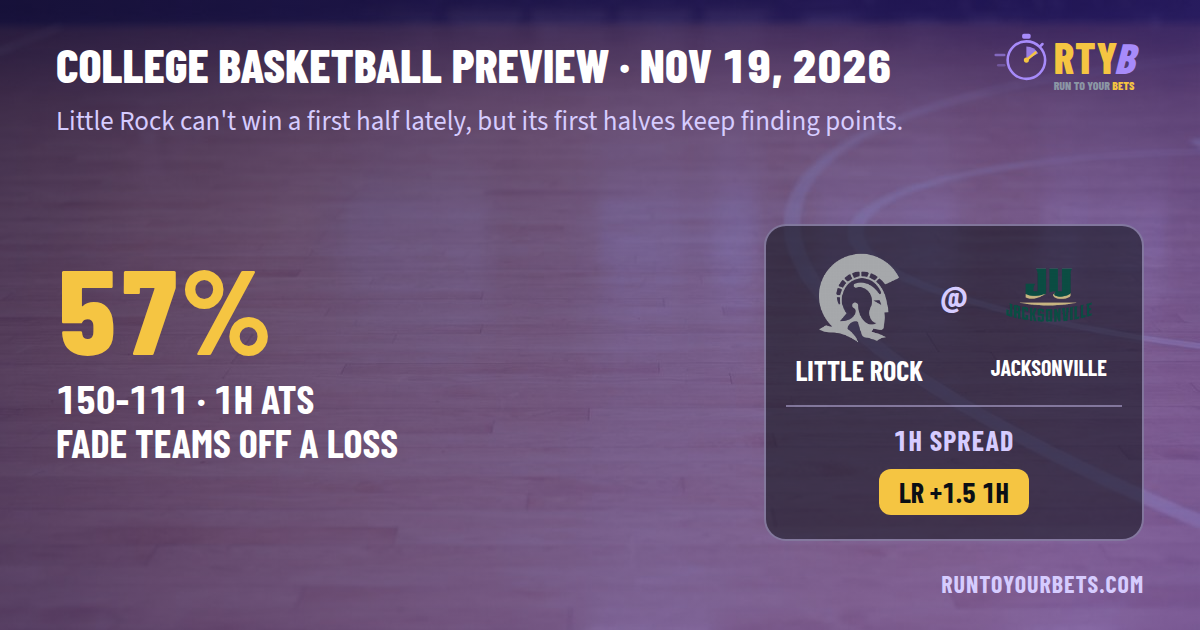 COLLEGE BASKETBALL PREVIEW · NOV 19, 2026
RTYB
RUN TO YOUR BETS
Little Rock can't win a first half lately, but its first halves keep finding points.
57%
150-111 · 1H ATS
FADE TEAMS OFF A LOSS
@
JU
JACKSONVILLE
LITTLE ROCK
JACKSONVILLE
1H SPREAD
LR +1.5 1H
RUNTOYOURBETS.COM